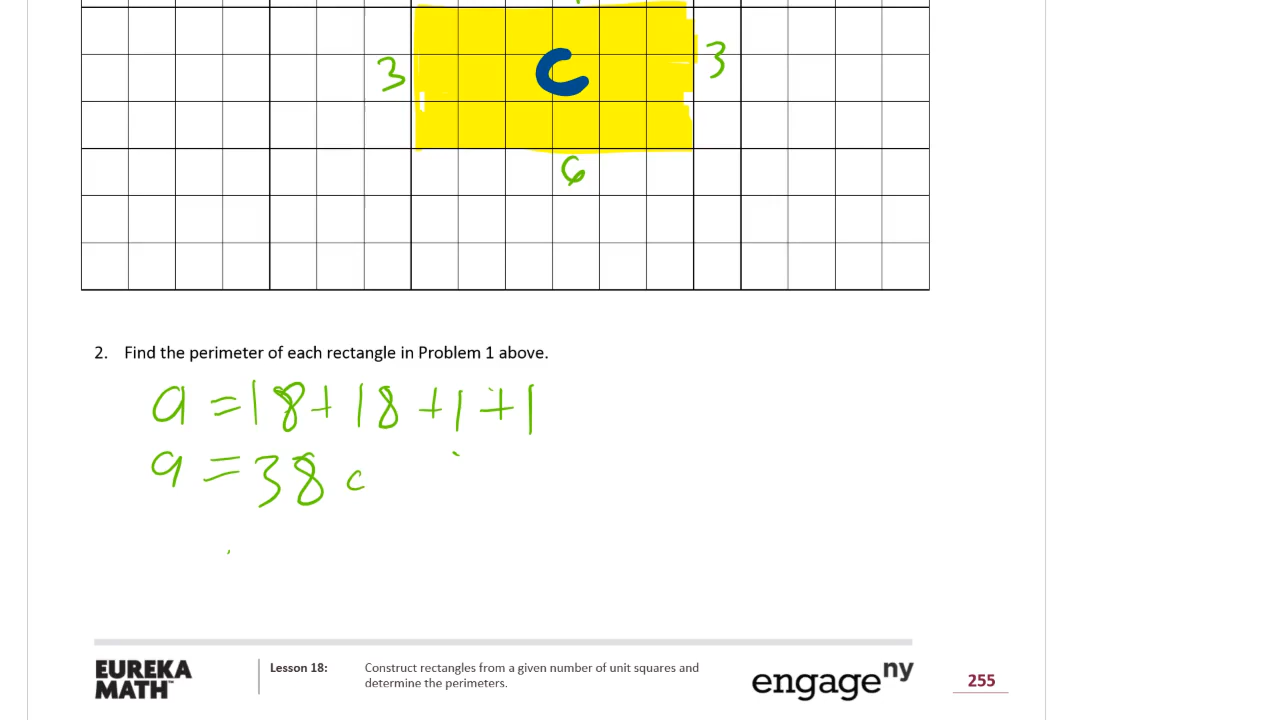 3
C
3
6
2. Find the perimeter of each rectangle in Problem 1 above.
a = 18 + 18 + 1 + 1
a = 38 c
EUREKA
MATH™
Lesson 18:
Construct rectangles from a given number of unit squares and
determine the perimeters.
engage ny
255